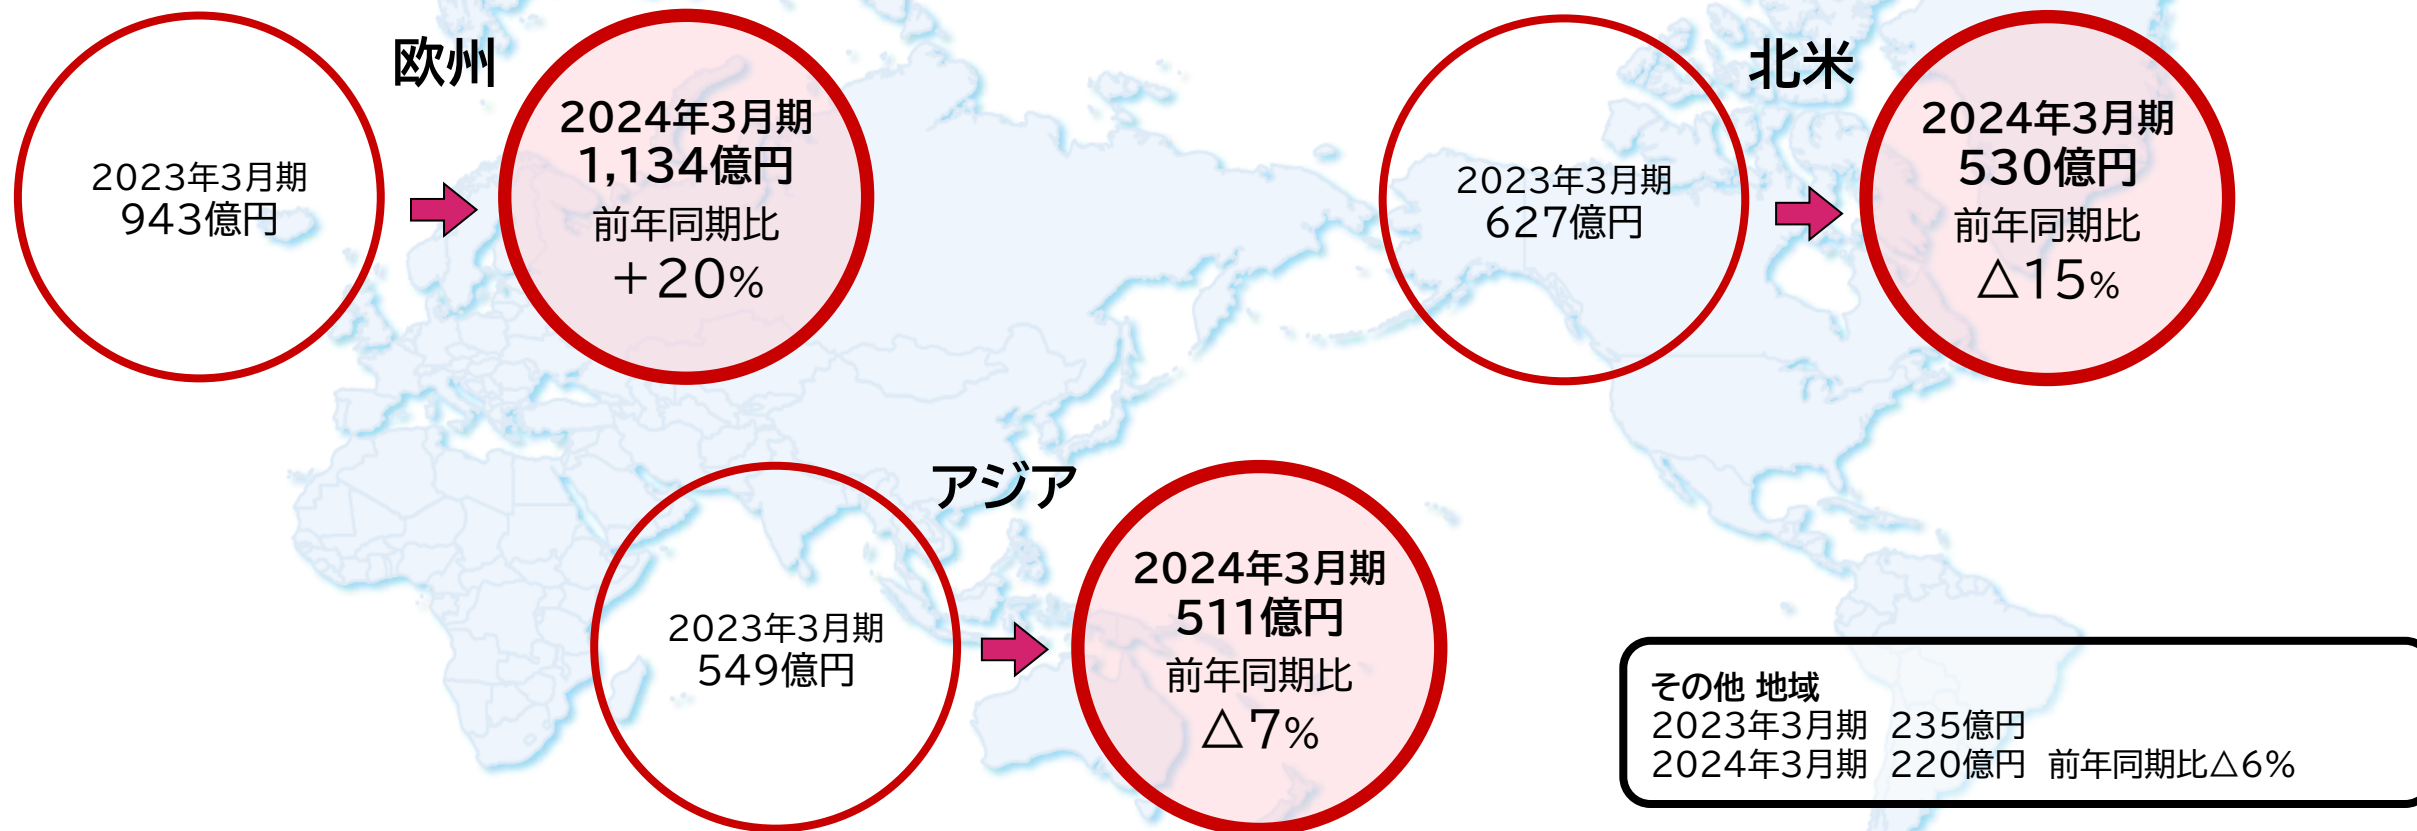 欧州
2023年3月期
943億円
2024年3月期
1,134億円
前年同期比
+20%
北米
2023年3月期
627億円
2024年3月期
530億円
前年同期比
△15%
アジア
2023年3月期
549億円
2024年3月期
511億円
前年同期比
△7%
その他 地域
2023年3月期 235億円
2024年3月期 220億円 前年同期比△6%